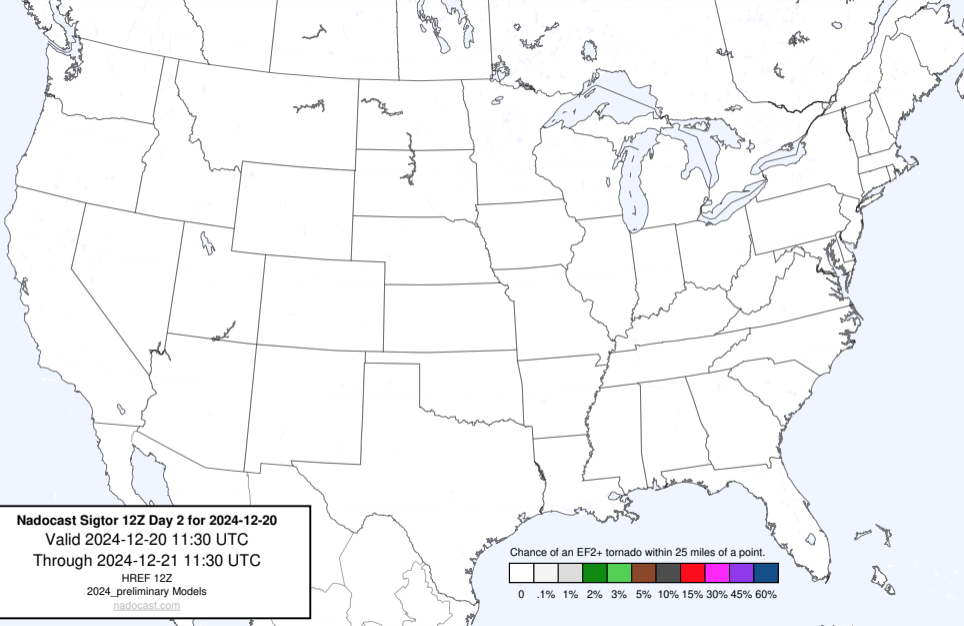 Nadocast Sigtor 12Z Day 2 for 2024-12-20
Valid 2024-12-20 11:30 UTC
Through 2024-12-21 11:30 UTC
HREF 12Z
2024_preliminary Models
nadocast.com
Chance of an EF2+ tornado within 25 miles of a point.
0 .1% 1% 2% 3% 5% 10% 15% 30% 45% 60%